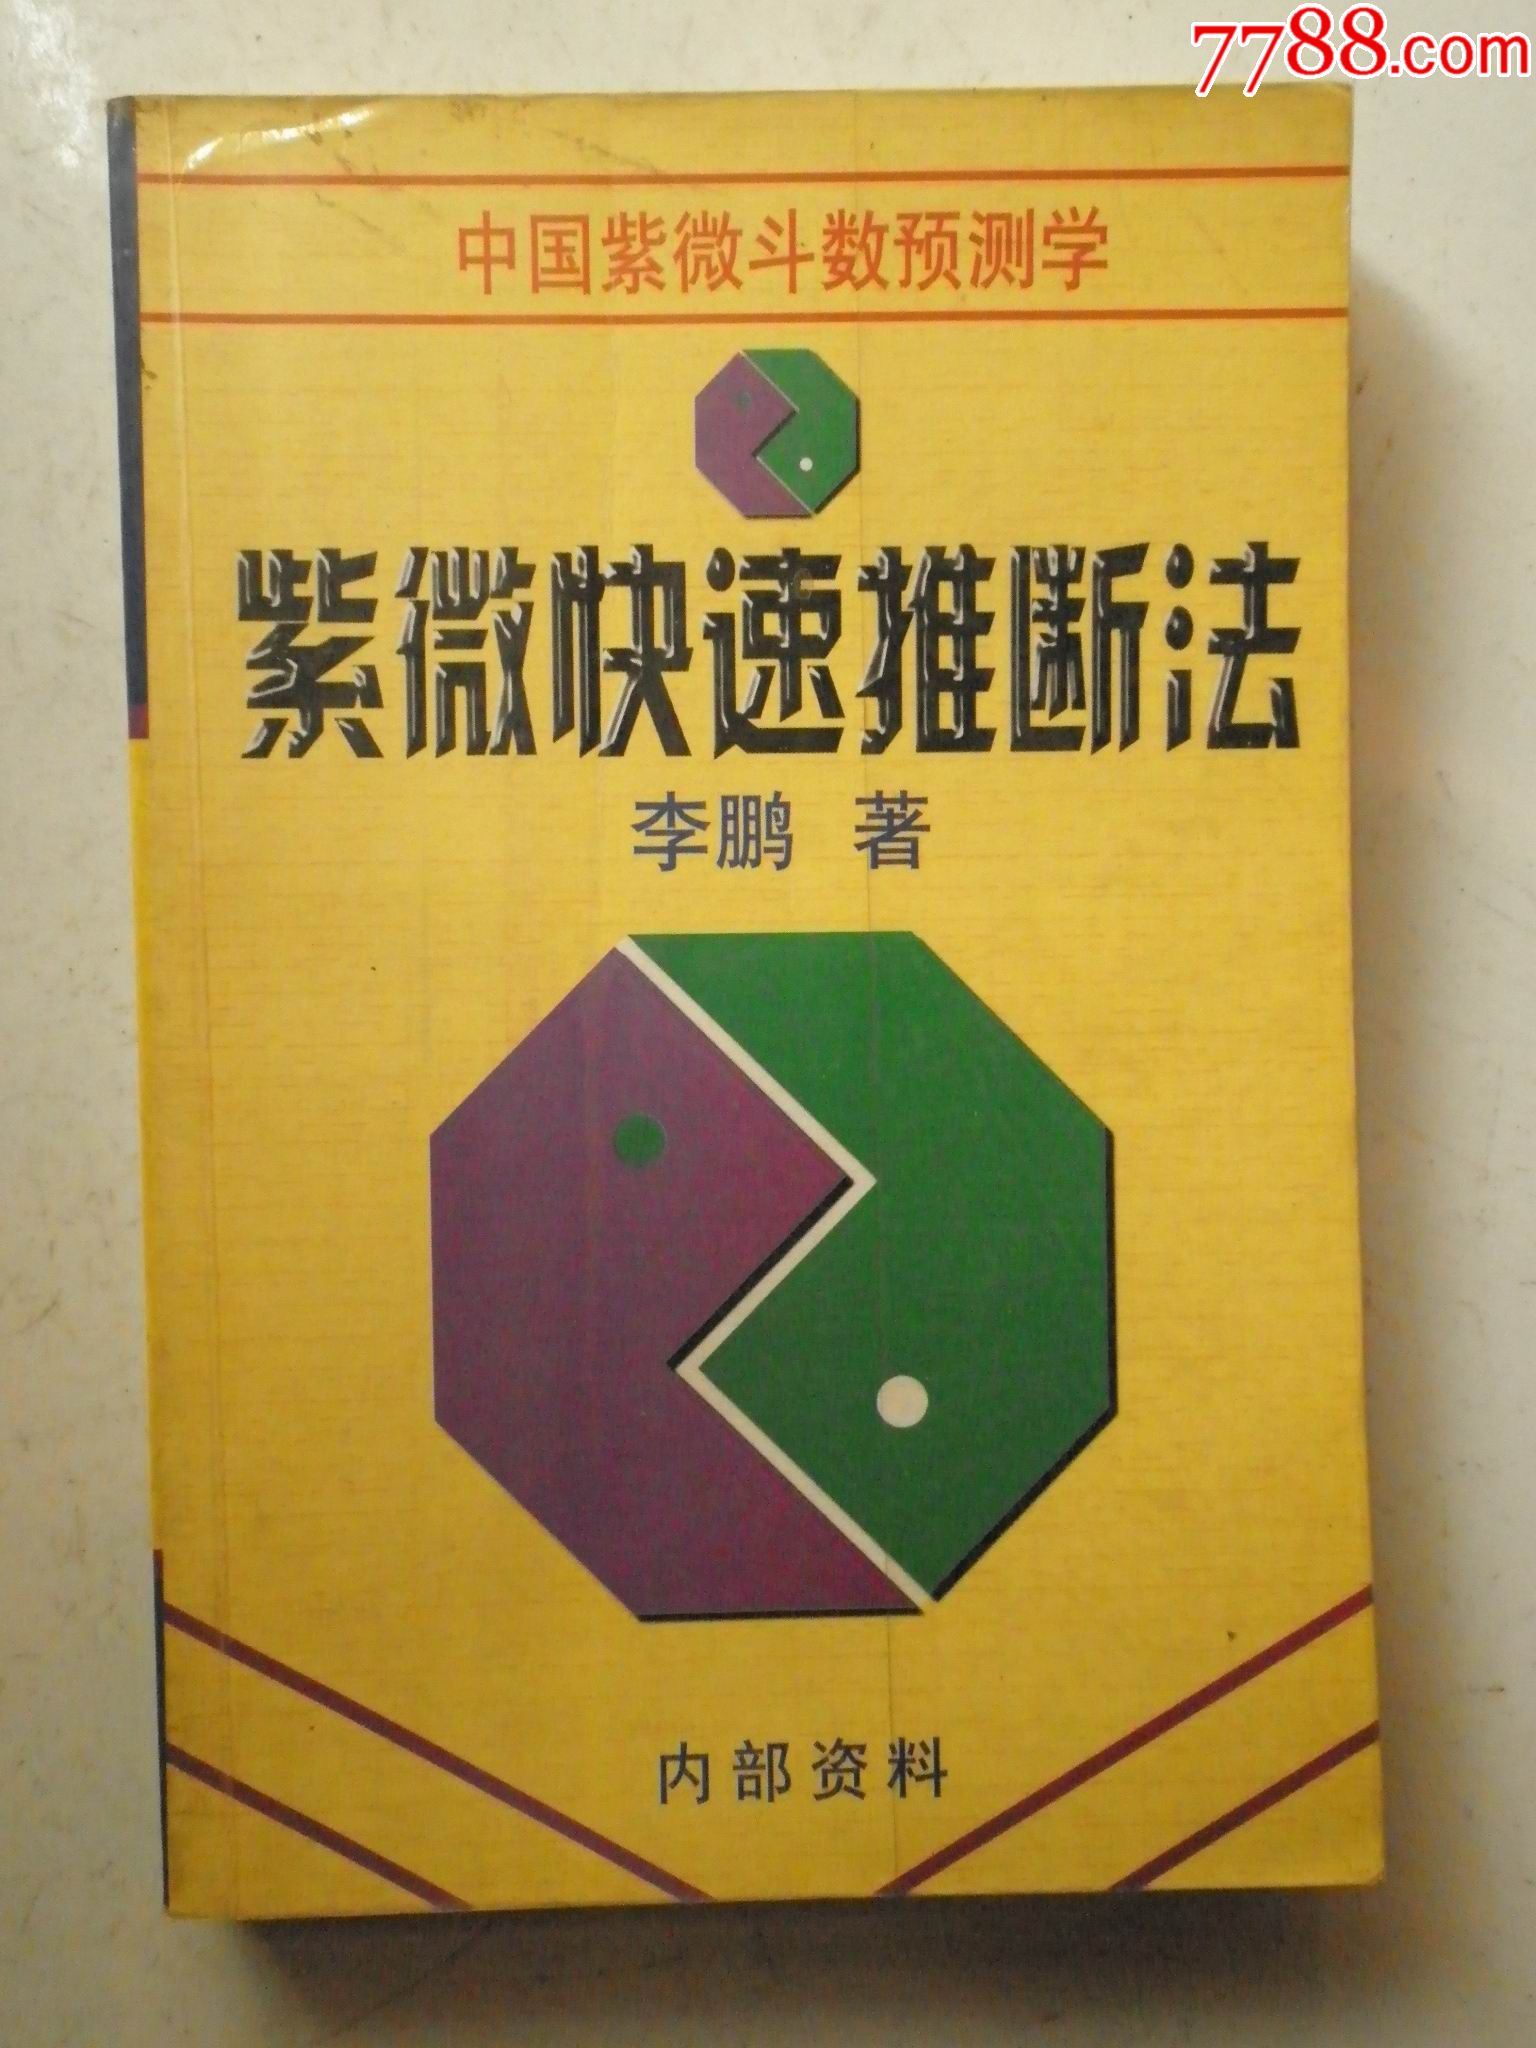 7788.com
中国紫微斗数预测学
紫微快速推断法
李鹏 著
内部资料